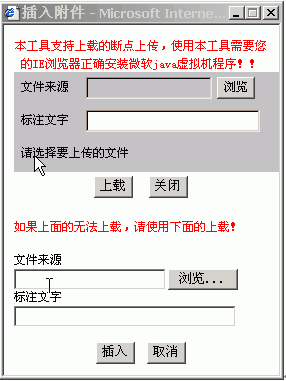 插入附件 - Microsoft Interne...
本工具支持上载的断点上传，使用本工具需要您
的IE浏览器正确安装微软java虚拟机程序！！
文件来源 浏览
标注文字
请选择要上传的文件
上载 关闭
如果上面的无法上载，请使用下面的上载！
文件来源
浏览...
标注文字
插入 取消